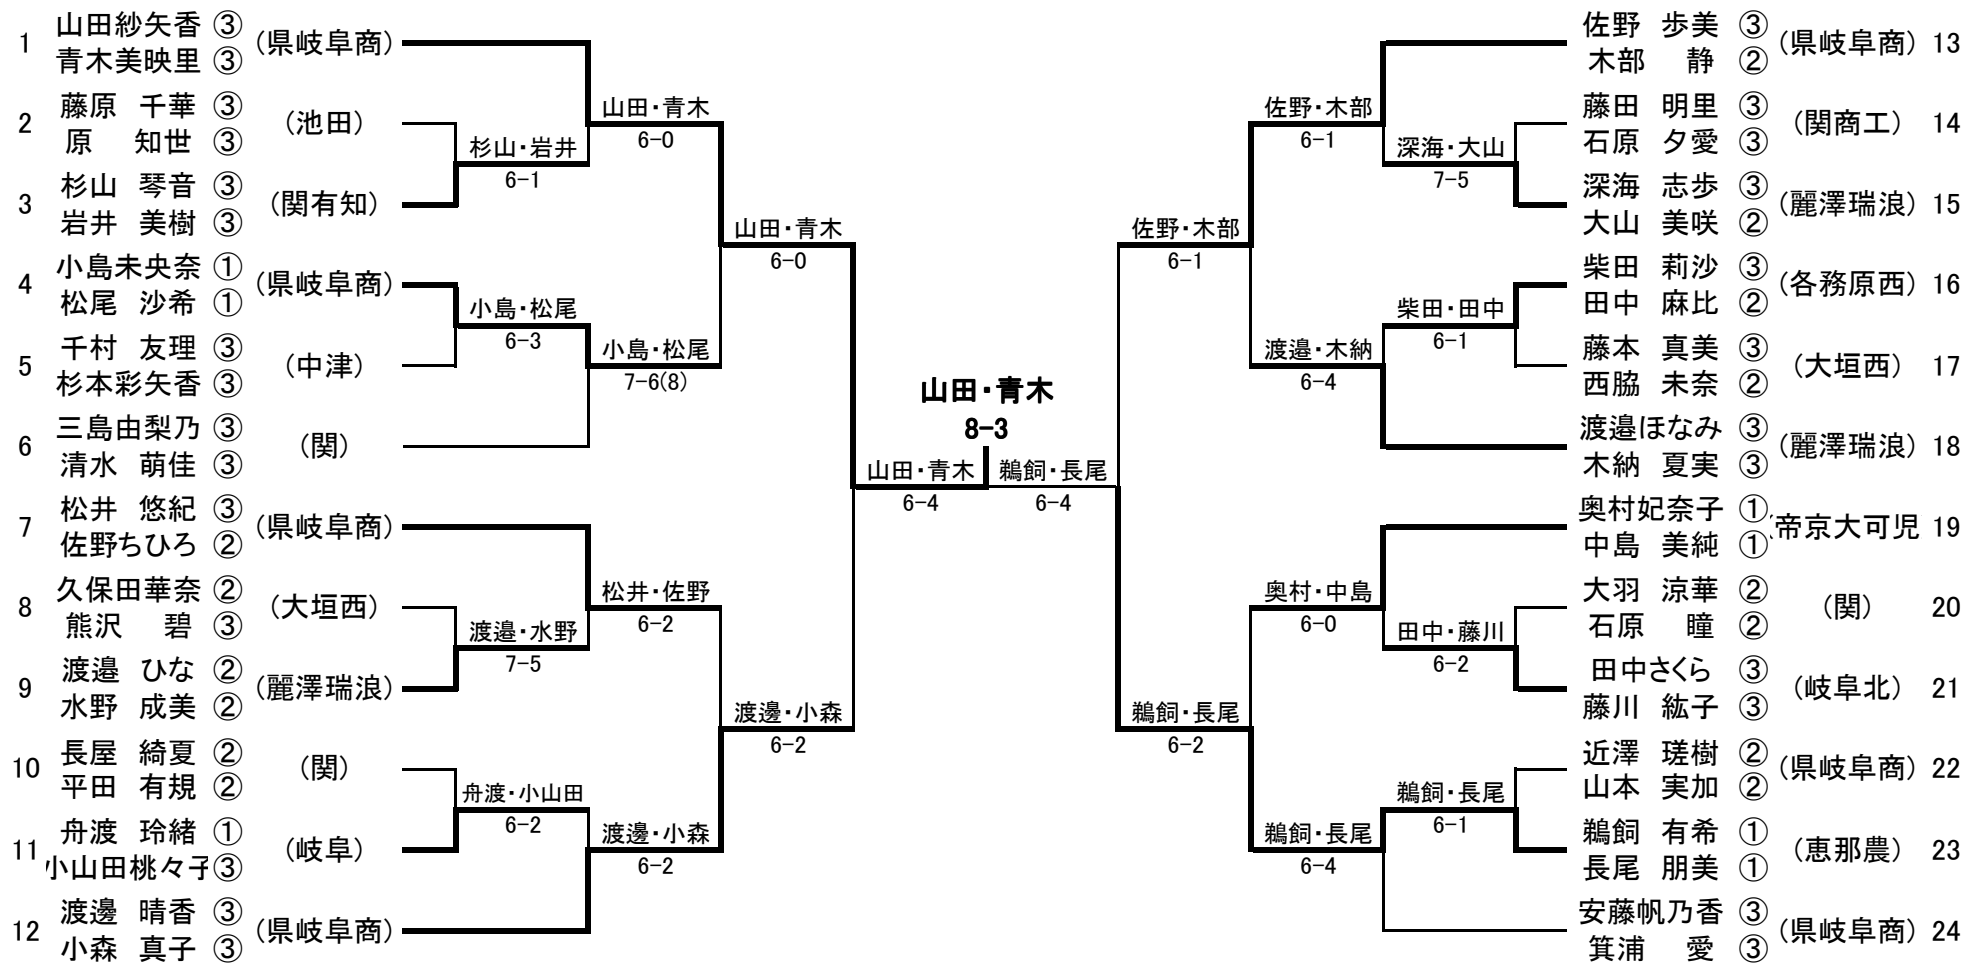 1 山田紗矢香 ③ (県岐阜商)
青木美映里 ③
2 藤原 千華 ③ (池田)
原 知世 ③
3 杉山 琴音 ③ (関有知)
岩井 美樹 ③
4 小島未央奈 ① (県岐阜商)
松尾 沙希 ①
5 千村 友理 ③ (中津)
杉本彩矢香 ③
6 三島由梨乃 ③ (関)
清水 萌佳 ③
7 松井 悠紀 ③ (県岐阜商)
佐野ちひろ ②
8 久保田華奈 ② (大垣西)
熊沢 碧 ③
9 渡邉 ひな ② (麗澤瑞浪)
水野 成美 ②
10 長屋 綺夏 ② (関)
平田 有規 ②
11 舟渡 玲緒 ① (岐阜)
小山田桃々子 ③
12 渡邊 晴香 ③ (県岐阜商)
小森 真子 ③
杉山・岩井
6-1
小島・松尾
6-3
渡邉・水野
7-5
舟渡・小山田
6-2
山田・青木
6-0
小島・松尾
7-6(8)
松井・佐野
6-2
渡邊・小森
6-2
山田・青木
6-0
渡邊・小森
6-2
山田・青木
6-4
山田・青木
8-3
鵜飼・長尾
6-4
佐野・木部
6-1
鵜飼・長尾
6-2
佐野・木部
6-1
渡邉・木納
6-4
奥村・中島
6-0
鵜飼・長尾
6-4
深海・大山
7-5
柴田・田中
6-1
田中・藤川
6-2
鵜飼・長尾
6-1
佐野 歩美 ③ (県岐阜商) 13
木部 静 ②
藤田 明里 ③ (関商工) 14
石原 夕愛 ③
深海 志歩 ③ (麗澤瑞浪) 15
大山 美咲 ②
柴田 莉沙 ③ (各務原西) 16
田中 麻比 ②
藤本 真美 ③ (大垣西) 17
西脇 未奈 ②
渡邉ほなみ ③ (麗澤瑞浪) 18
木納 夏実 ③
奥村妃奈子 ① (帝京大可児 19
中島 美純 ①
大羽 涼華 ② (関) 20
石原 瞳 ②
田中さくら ③ (岐阜北) 21
藤川 紘子 ③
近澤 瑳樹 ② (県岐阜商) 22
山本 実加 ②
鵜飼 有希 ① (恵那農) 23
長尾 朋美 ①
安藤帆乃香 ③ (県岐阜商) 24
箕浦 愛 ③